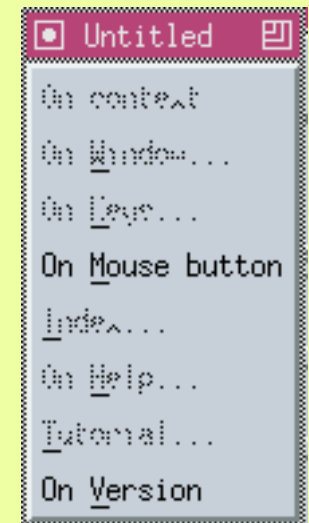 Untitled
On context
On Window...
On Keys...
On Mouse button
Index...
On Help...
Tutorial...
On Version